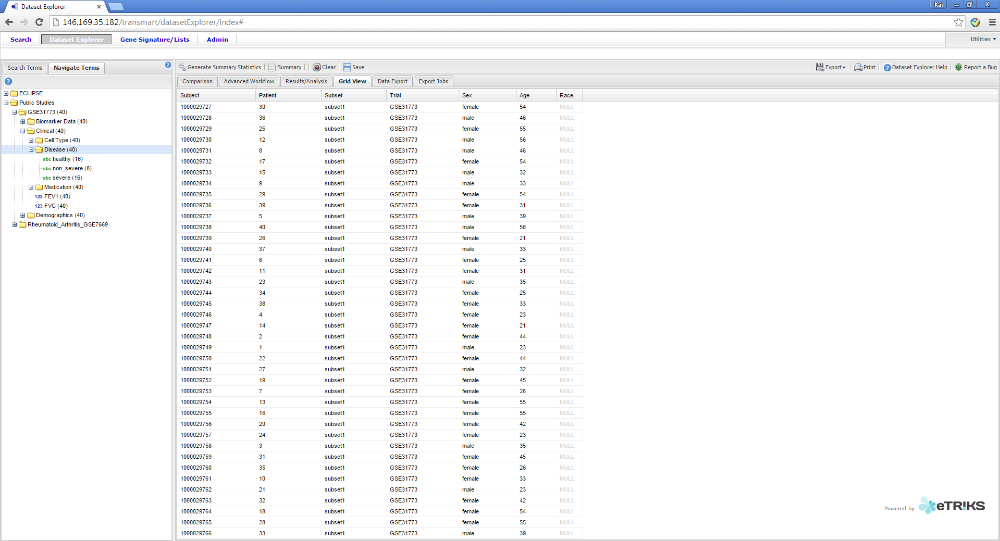 Dataset Explorer
Kai
146.169.35.182/transmart/datasetExplorer/index#
Search Dataset Explorer Gene Signature/Lists Admin Utilities
Search Terms Navigate Terms
Generate Summary Statistics Summary Clear Save Export Print Dataset Explorer Help Report a Bug
Comparison Advanced Workflow Results/Analysis Grid View Data Export Export Jobs
ECLIPSE
Public Studies
GSE31773 (40)
Biomarker Data (40)
Clinical (40)
Cell Type (40)
Disease (40)
abc healthy (16)
abc non_severe (8)
abc severe (16)
Medication (40)
123 FEV1 (40)
123 FVC (40)
Demographics (40)
Rheumatoid_Arthritis_GSE7669
Subject Patient Subset Trial Sex Age Race
1000029727 30 subset1 GSE31773 female 54 NULL
1000029728 36 subset1 GSE31773 male 46 NULL
1000029729 25 subset1 GSE31773 female 55 NULL
1000029730 12 subset1 GSE31773 male 56 NULL
1000029731 8 subset1 GSE31773 male 46 NULL
1000029732 17 subset1 GSE31773 female 54 NULL
1000029733 15 subset1 GSE31773 male 32 NULL
1000029734 9 subset1 GSE31773 male 33 NULL
1000029735 29 subset1 GSE31773 female 54 NULL
1000029736 39 subset1 GSE31773 female 31 NULL
1000029737 5 subset1 GSE31773 male 39 NULL
1000029738 40 subset1 GSE31773 male 56 NULL
1000029739 26 subset1 GSE31773 female 21 NULL
1000029740 37 subset1 GSE31773 male 33 NULL
1000029741 6 subset1 GSE31773 female 25 NULL
1000029742 11 subset1 GSE31773 female 31 NULL
1000029743 23 subset1 GSE31773 male 35 NULL
1000029744 34 subset1 GSE31773 female 25 NULL
1000029745 38 subset1 GSE31773 female 33 NULL
1000029746 4 subset1 GSE31773 female 23 NULL
1000029747 14 subset1 GSE31773 female 21 NULL
1000029748 2 subset1 GSE31773 female 44 NULL
1000029749 1 subset1 GSE31773 male 23 NULL
1000029750 22 subset1 GSE31773 female 44 NULL
1000029751 27 subset1 GSE31773 male 32 NULL
1000029752 19 subset1 GSE31773 female 45 NULL
1000029753 7 subset1 GSE31773 female 26 NULL
1000029754 13 subset1 GSE31773 female 55 NULL
1000029755 16 subset1 GSE31773 female 55 NULL
1000029756 20 subset1 GSE31773 female 42 NULL
1000029757 24 subset1 GSE31773 female 23 NULL
1000029758 3 subset1 GSE31773 male 35 NULL
1000029759 31 subset1 GSE31773 female 45 NULL
1000029760 35 subset1 GSE31773 female 26 NULL
1000029761 10 subset1 GSE31773 female 33 NULL
1000029762 21 subset1 GSE31773 male 23 NULL
1000029763 32 subset1 GSE31773 female 42 NULL
1000029764 18 subset1 GSE31773 female 54 NULL
1000029765 28 subset1 GSE31773 female 55 NULL
1000029766 33 subset1 GSE31773 male 39 NULL
Powered by eTRIKS